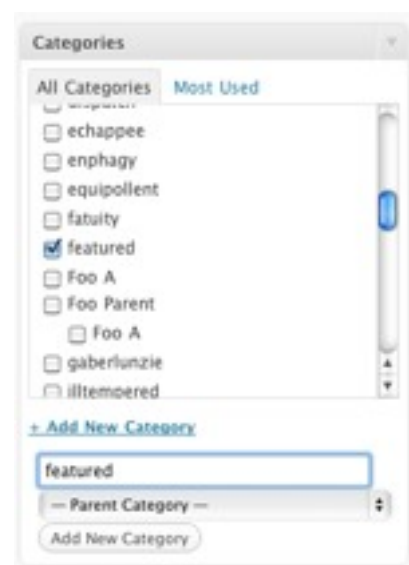 Categories
All Categories Most Used
echappee
enphagy
equipollent
fatuity
featured
Foo A
Foo Parent
Foo A
gaberlunzie
illtempered
+ Add New Category
featured
— Parent Category —
Add New Category